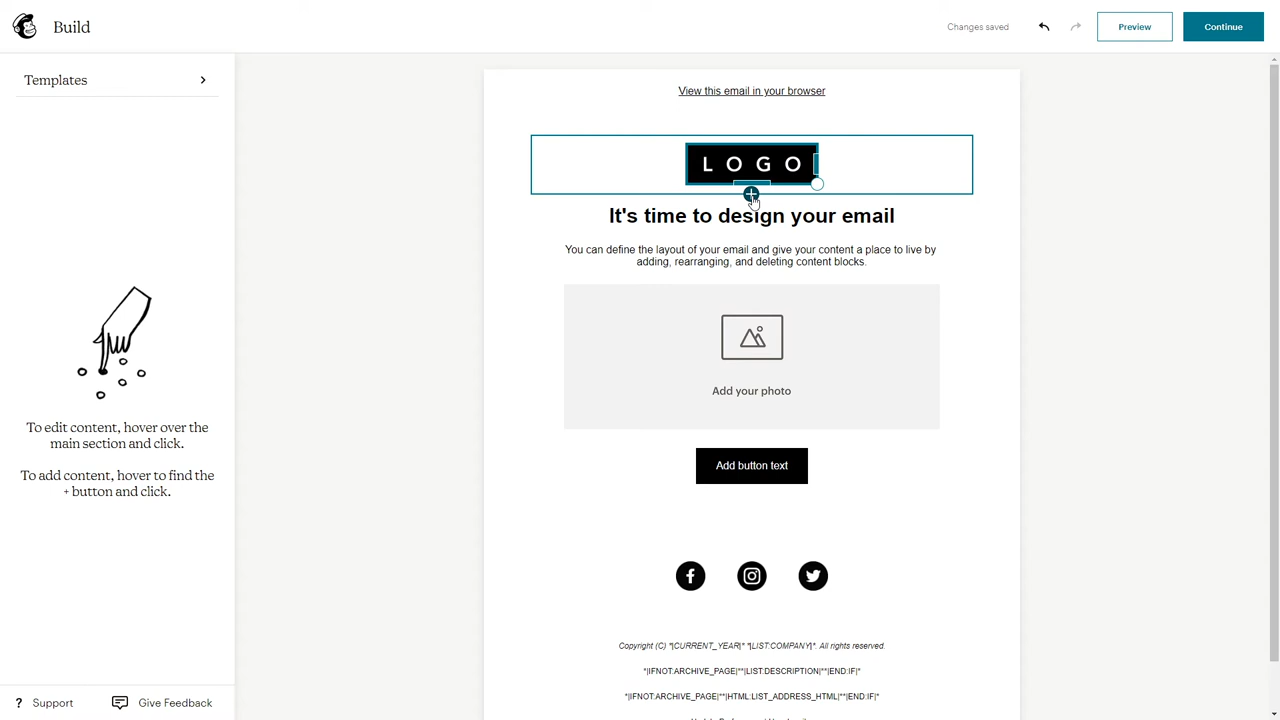 Build
Changes saved
Preview
Continue
Templates
To edit content, hover over the
main section and click.
To add content, hover to find the
+ button and click.
? Support
Give Feedback
View this email in your browser
LOGO
It's time to design your email
You can define the layout of your email and give your content a place to live by
adding, rearranging, and deleting content blocks.
Add your photo
Add button text
Copyright (C) *|CURRENT_YEAR|* *|LIST:COMPANY|*. All rights reserved.
*|IFNOT:ARCHIVE_PAGE|**|LIST:DESCRIPTION|**|END:IF|*
*|IFNOT:ARCHIVE_PAGE|**|HTML:LIST_ADDRESS_HTML|**|END:IF|*